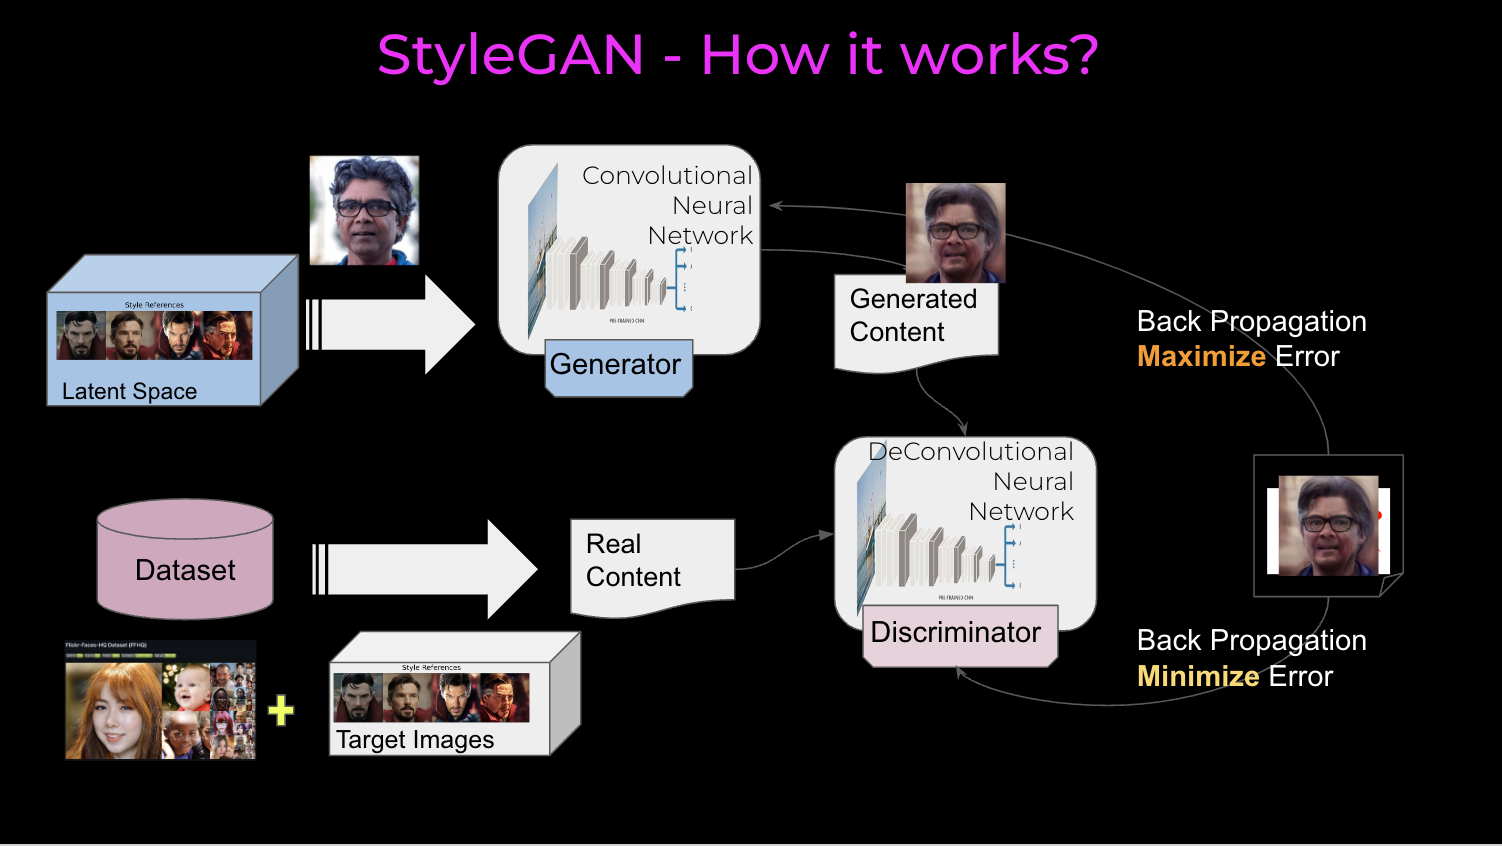 StyleGAN - How it works?
Convolutional
Neural
Network
PRE-TRAINED CNN
Generator
Style References
Latent Space
Generated
Content
Back Propagation
Maximize Error
DeConvolutional
Neural
Network
PRE-TRAINED CNN
Discriminator
Dataset
Real
Content
Back Propagation
Minimize Error
Flickr-Faces-HQ Dataset (FFHQ)
Style References
Target Images